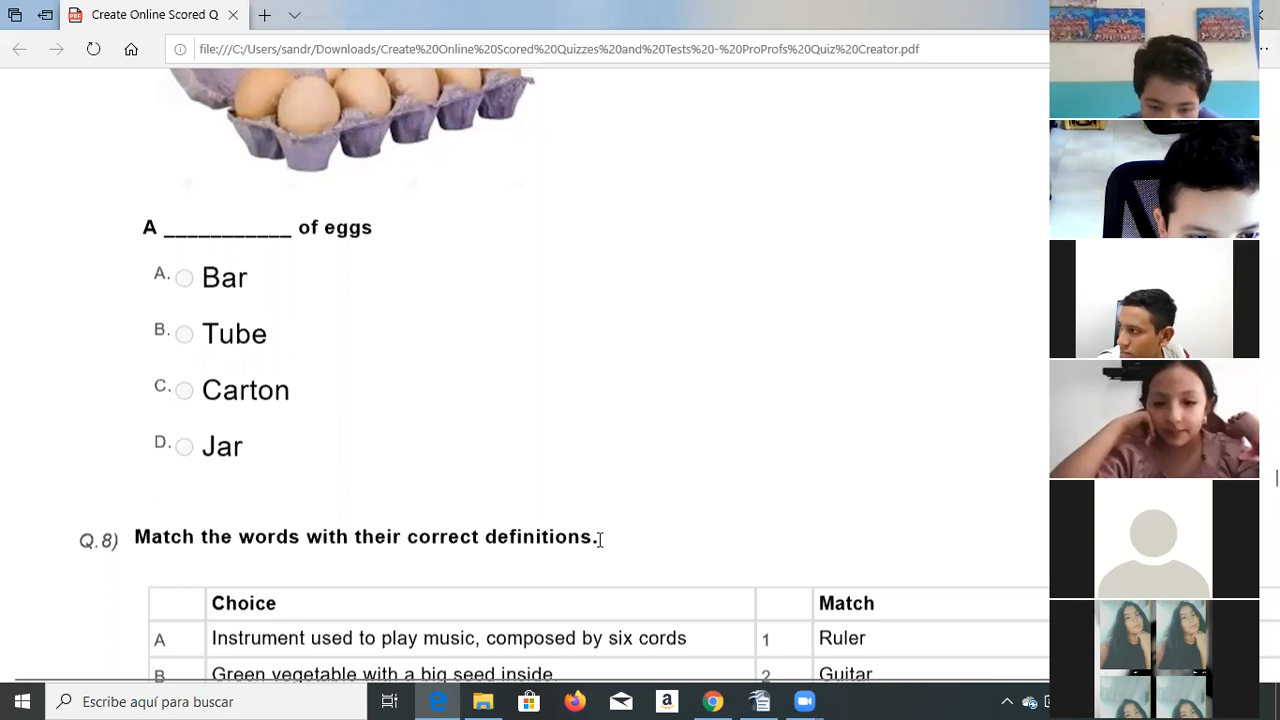 Create Online Scored Q
file:///C:/Users/sandr/Downloads/Create%20Online%20Scored%20Quizzes%20and%20Tests%20-%20ProProfs%20Quiz%20Creator.pdf
A ___________ of eggs
A. Bar
B. Tube
C. Carton
D. Jar
Q.8) Match the words with their correct definitions.
Choice Match
A Instrument used to play music, composed by six cords 1 Ruler
B Green vegetable with a big seed inside. 2 Guitar
Escribe aquí para buscar